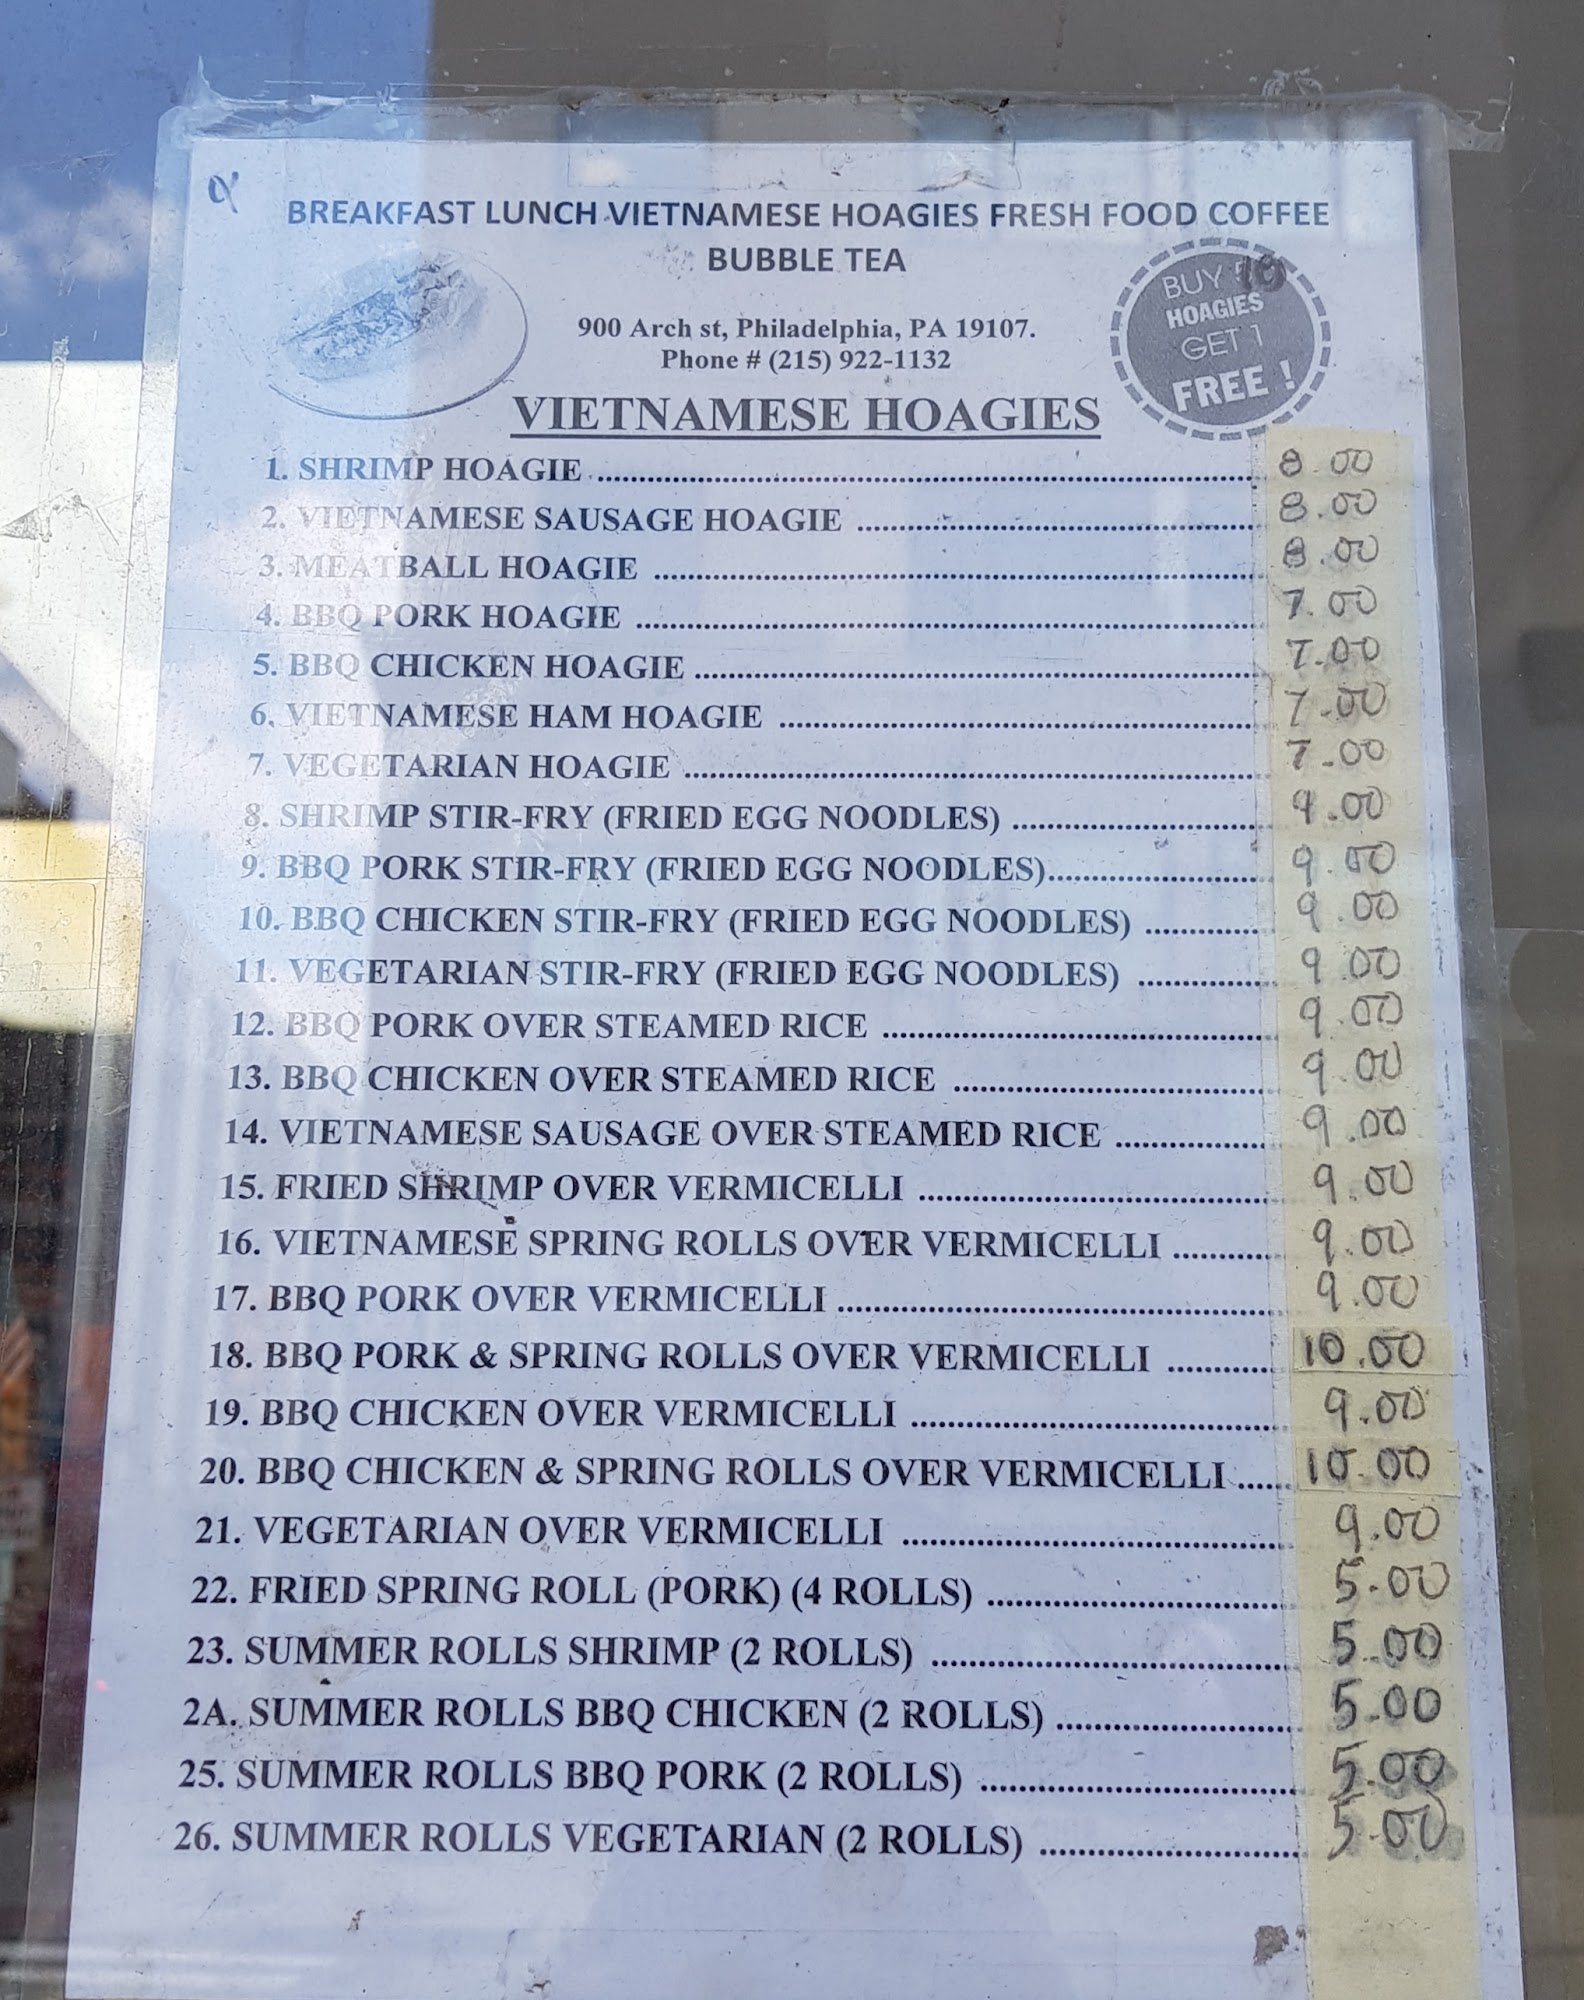 BREAKFAST LUNCH VIETNAMESE HOAGIES FRESH FOOD COFFEE
BUBBLE TEA
900 Arch st, Philadelphia, PA 19107.
Phone # (215) 922-1132
BUY 10
HOAGIES
GET 1
FREE !
VIETNAMESE HOAGIES
1. SHRIMP HOAGIE 8.00
2. VIETNAMESE SAUSAGE HOAGIE 8.00
3. MEATBALL HOAGIE 8.00
4. BBQ PORK HOAGIE 7.00
5. BBQ CHICKEN HOAGIE 7.00
6. VIETNAMESE HAM HOAGIE 7.00
7. VEGETARIAN HOAGIE 7.00
8. SHRIMP STIR-FRY (FRIED EGG NOODLES) 9.00
9. BBQ PORK STIR-FRY (FRIED EGG NOODLES) 9.00
10. BBQ CHICKEN STIR-FRY (FRIED EGG NOODLES) 9.00
11. VEGETARIAN STIR-FRY (FRIED EGG NOODLES) 9.00
12. BBQ PORK OVER STEAMED RICE 9.00
13. BBQ CHICKEN OVER STEAMED RICE 9.00
14. VIETNAMESE SAUSAGE OVER STEAMED RICE 9.00
15. FRIED SHRIMP OVER VERMICELLI 9.00
16. VIETNAMESE SPRING ROLLS OVER VERMICELLI 9.00
17. BBQ PORK OVER VERMICELLI 9.00
18. BBQ PORK & SPRING ROLLS OVER VERMICELLI 10.00
19. BBQ CHICKEN OVER VERMICELLI 9.00
20. BBQ CHICKEN & SPRING ROLLS OVER VERMICELLI 10.00
21. VEGETARIAN OVER VERMICELLI 9.00
22. FRIED SPRING ROLL (PORK) (4 ROLLS) 5.00
23. SUMMER ROLLS SHRIMP (2 ROLLS) 5.00
2A. SUMMER ROLLS BBQ CHICKEN (2 ROLLS) 5.00
25. SUMMER ROLLS BBQ PORK (2 ROLLS) 5.00
26. SUMMER ROLLS VEGETARIAN (2 ROLLS) 5.00